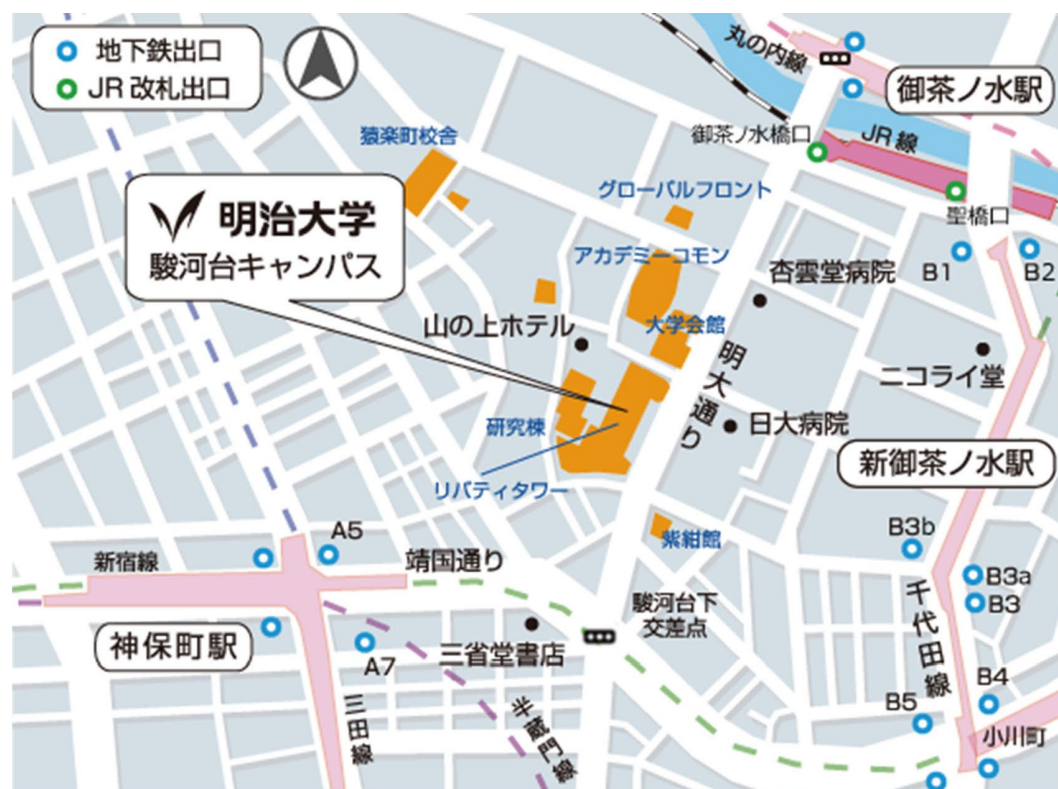 地下鉄出口
JR 改札出口
丸の内線
御茶ノ水駅
御茶ノ水橋口
JR 線
聖橋口
猿楽町校舎
グローバルフロント
明治大学
駿河台キャンパス
アカデミーコモン
杏雲堂病院
B1
B2
山の上ホテル
大学会館
明大通り
ニコライ堂
研究棟
日大病院
リバティタワー
新御茶ノ水駅
紫紺館
B3b
A5
新宿線
靖国通り
B3a
B3
千代田線
駿河台下
交差点
神保町駅
A7
三省堂書店
三田線
半蔵門線
B4
B5
小川町